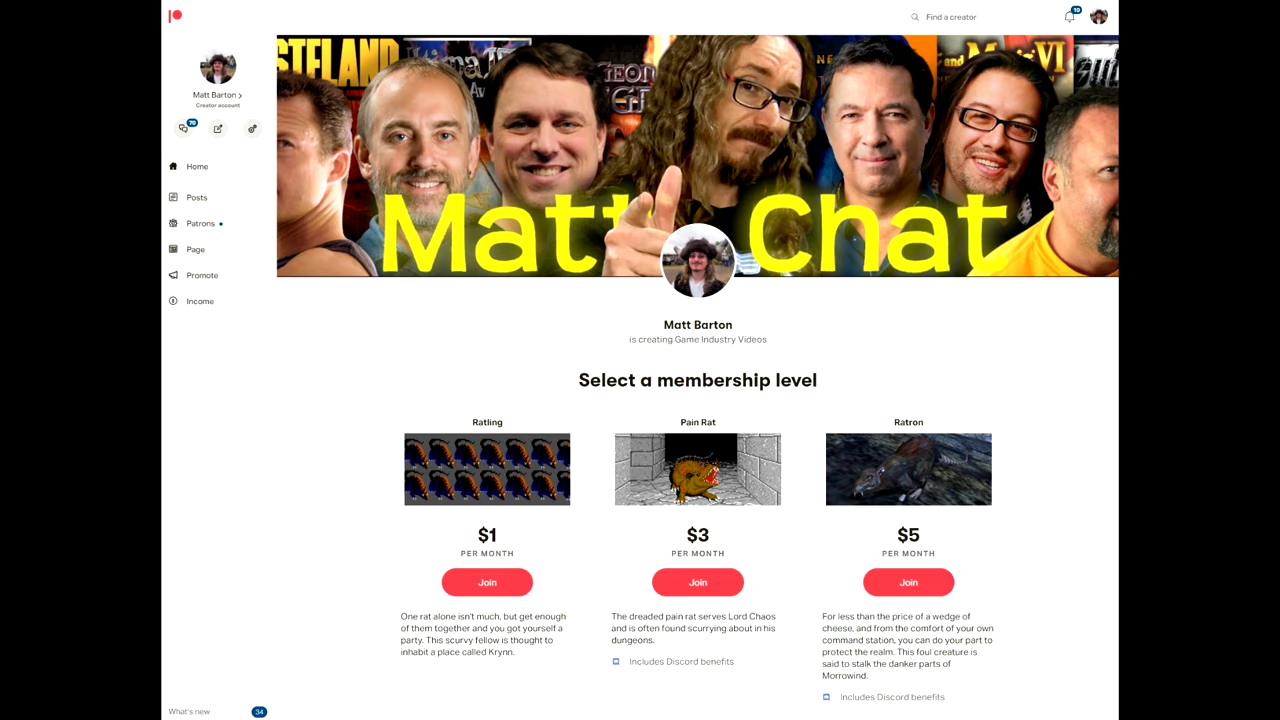 Find a creator
19
Matt Barton >
Creator account
70
Home
Posts
Patrons
Page
Promote
Income
What's new
34
Matt Chat
Matt Barton
is creating Game Industry Videos
Select a membership level
Ratling
$1
PER MONTH
Join
One rat alone isn't much, but get enough
of them together and you got yourself a
party. This scurvy fellow is thought to
inhabit a place called Krynn.
Pain Rat
$3
PER MONTH
Join
The dreaded pain rat serves Lord Chaos
and is often found scurrying about in his
dungeons.
Includes Discord benefits
Ratron
$5
PER MONTH
Join
For less than the price of a wedge of
cheese, and from the comfort of your own
command station, you can do your part to
protect the realm. This foul creature is
said to stalk the danker parts of
Morrowind.
Includes Discord benefits